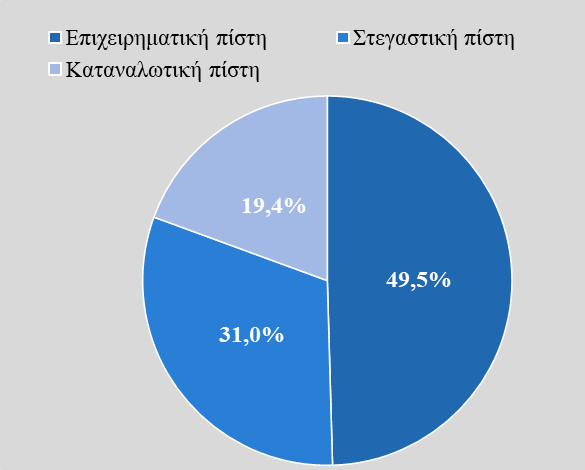 Επιχειρηματική πίστη
Στεγαστική πίστη
Καταναλωτική πίστη
19,4%
49,5%
31,0%